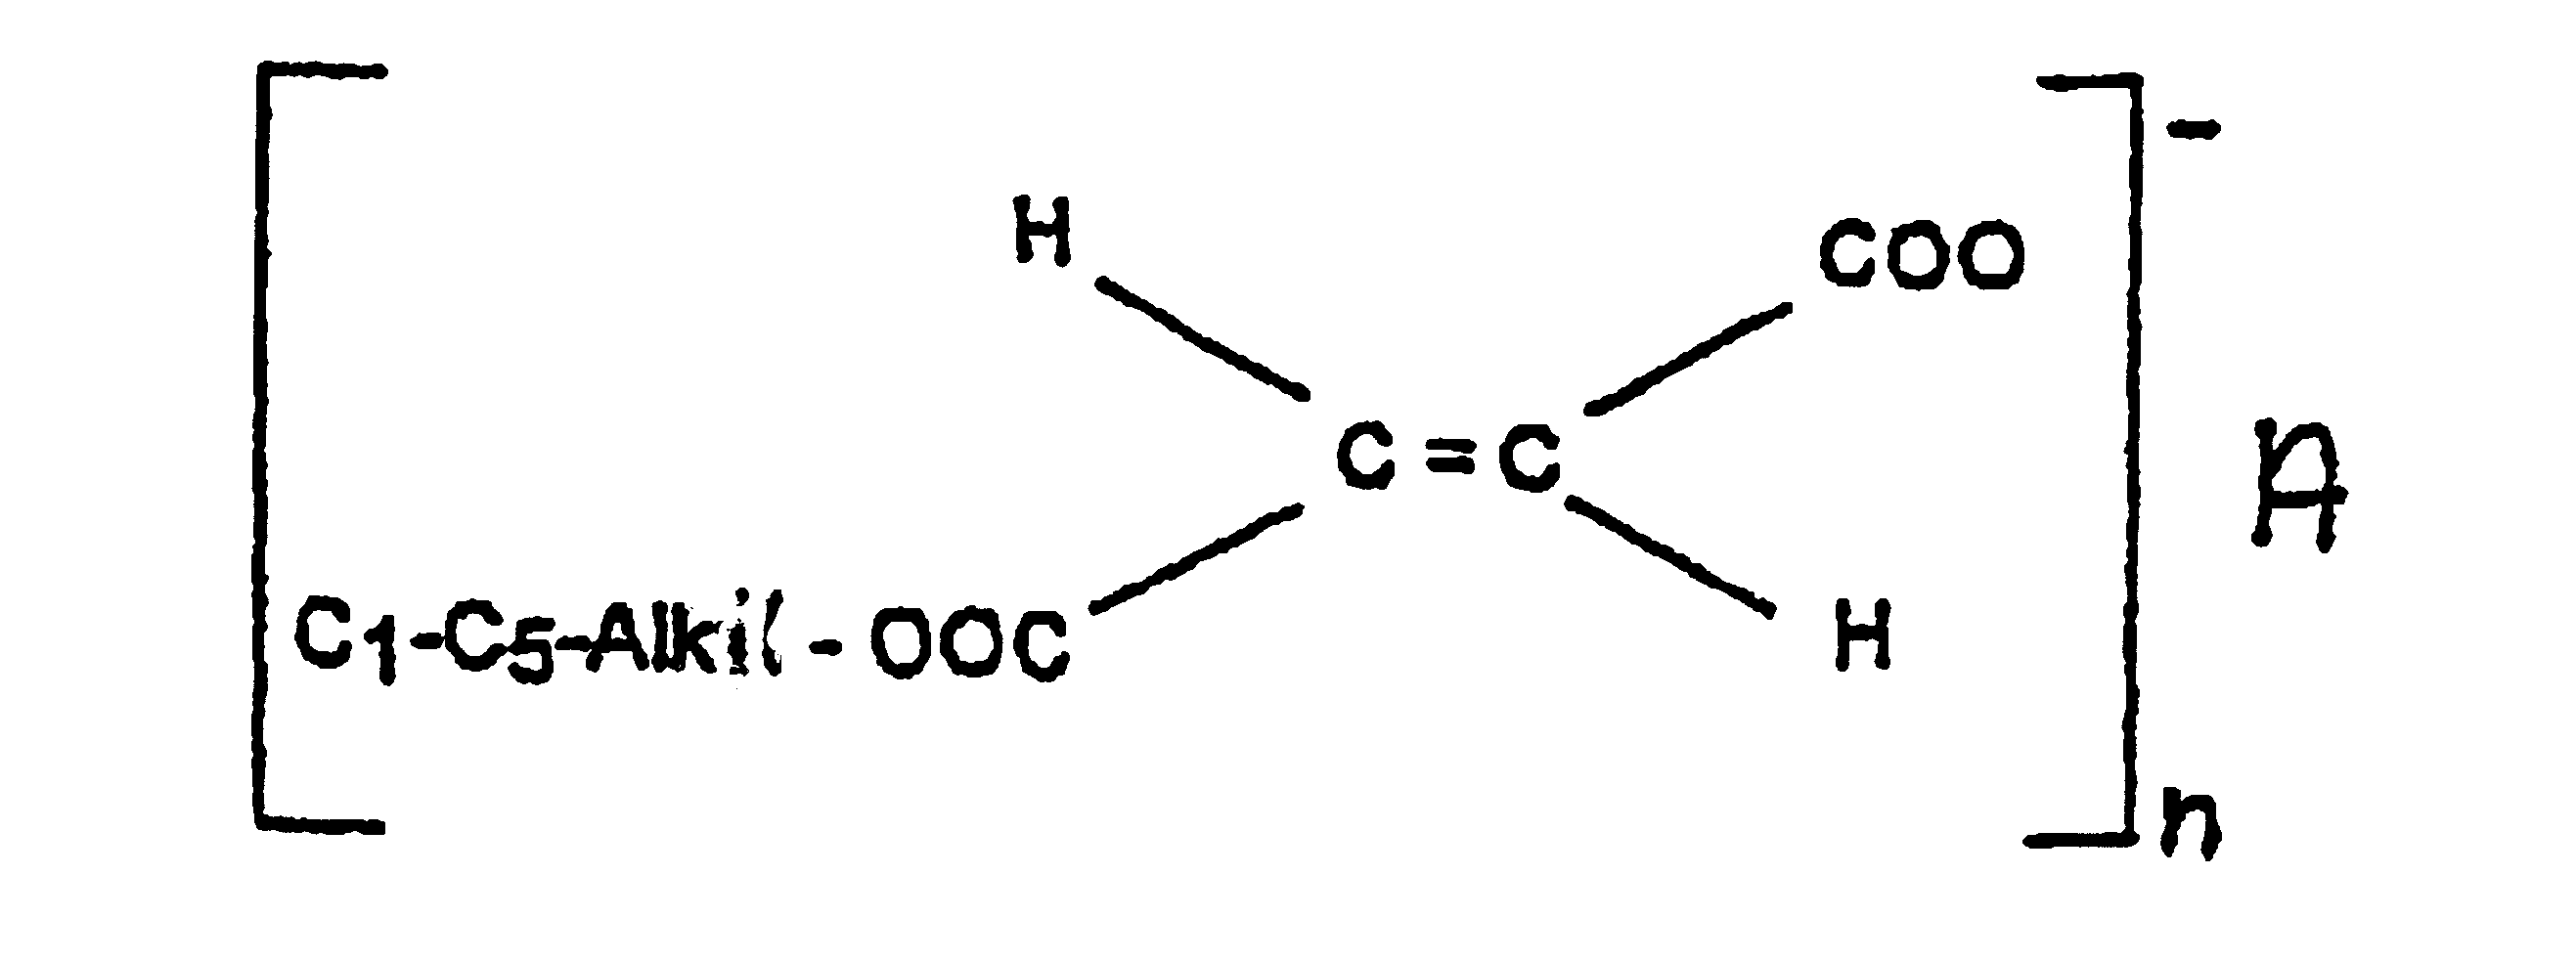 -
H COO
C = C A
C1-C5-Alkil - OOC H
n